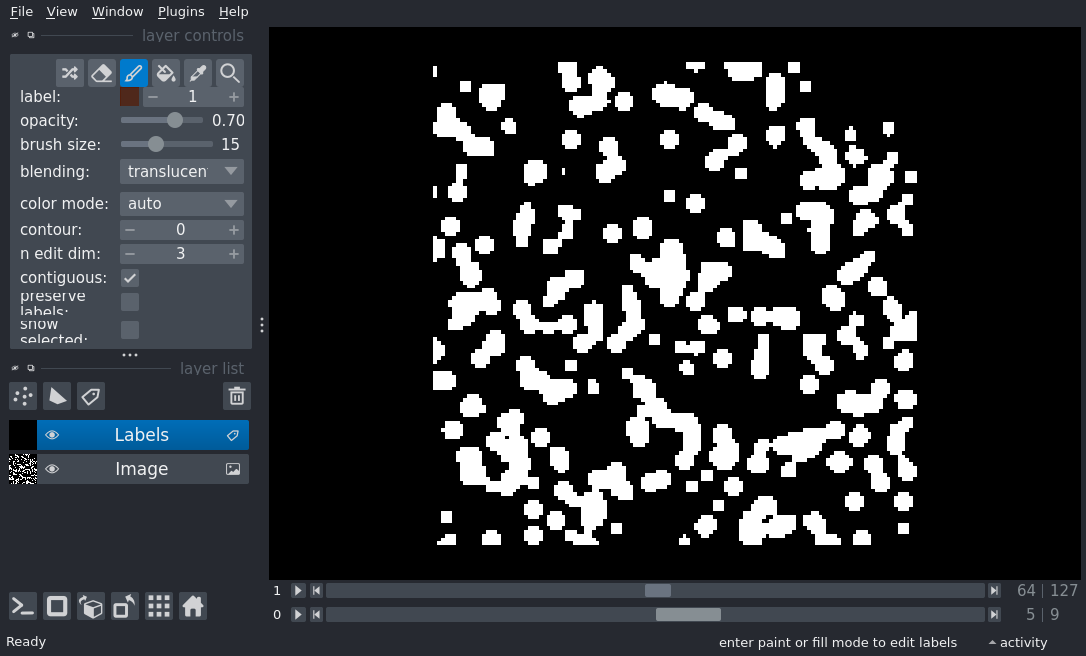 File View Window Plugins Help
layer controls
label: 1
opacity: 0.70
brush size: 15
blending: translucen
color mode: auto
contour: 0
n edit dim: 3
contiguous:
preserve
labels:
show
selected:
layer list
Labels
Image
1 64 127
0 5 9
Ready enter paint or fill mode to edit labels activity